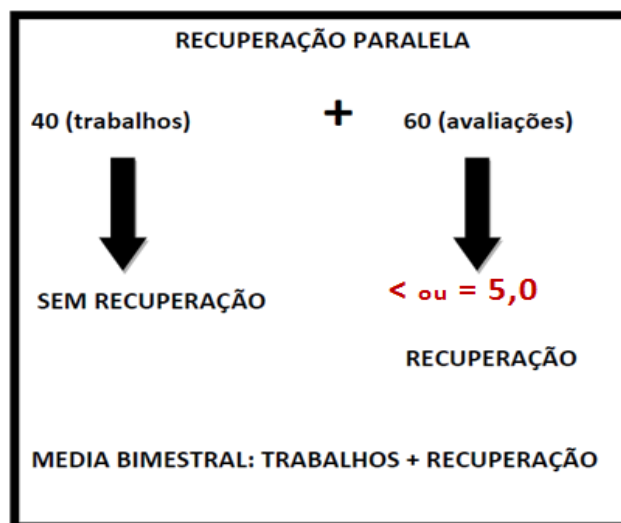 RECUPERAÇÃO PARALELA
40 (trabalhos) + 60 (avaliações)
SEM RECUPERAÇÃO
< ou = 5,0
RECUPERAÇÃO
MEDIA BIMESTRAL: TRABALHOS + RECUPERAÇÃO